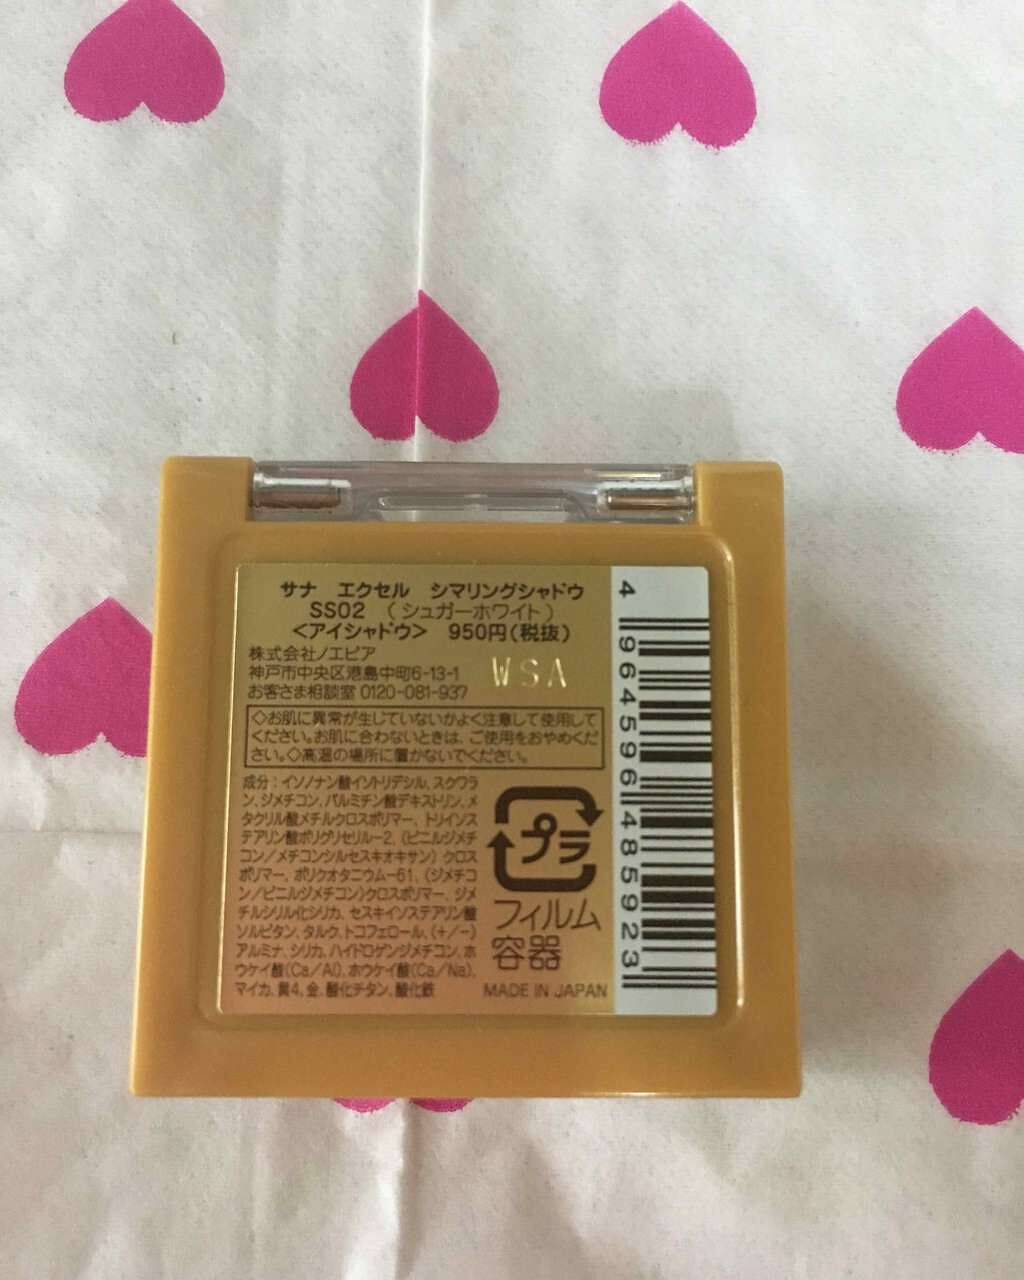 サナ エクセル シマリングシャドウ
SS02 （シュガーホワイト）
<アイシャドウ> 950円(税抜)
株式会社ノエビア
神戸市中央区港島中町6-13-1
お客さま相談室 0120-081-937
WSA
◇お肌に異常が生じていないかよく注意して使用して
ください。お肌に合わないときは、ご使用をおやめくだ
さい。◇高温の場所に置かないでください。
成分：イソノナン酸イソトリデシル、スクワラ
ン、ジメチコン、パルミチン酸デキストリン、メ
タクリル酸メチルクロスポリマー、トリイソス
テアリン酸ポリグリセリル−2、（ビニルジメチ
コン／メチコンシルセスキオキサン）クロス
ポリマー、ポリクオタニウム−61、（ジメチコ
ン／ビニルジメチコン）クロスポリマー、ジメ
チルシリル化シリカ、セスキイソステアリン酸
ソルビタン、タルク、トコフェロール、（+／−）
アルミナ、シリカ、ハイドロゲンジメチコン、ホ
ウケイ酸（Ca／Al）、ホウケイ酸（Ca／Na）、
マイカ、黄4、金、酸化チタン、酸化鉄
プラ
フィルム
容器
MADE IN JAPAN
4 964596 485923